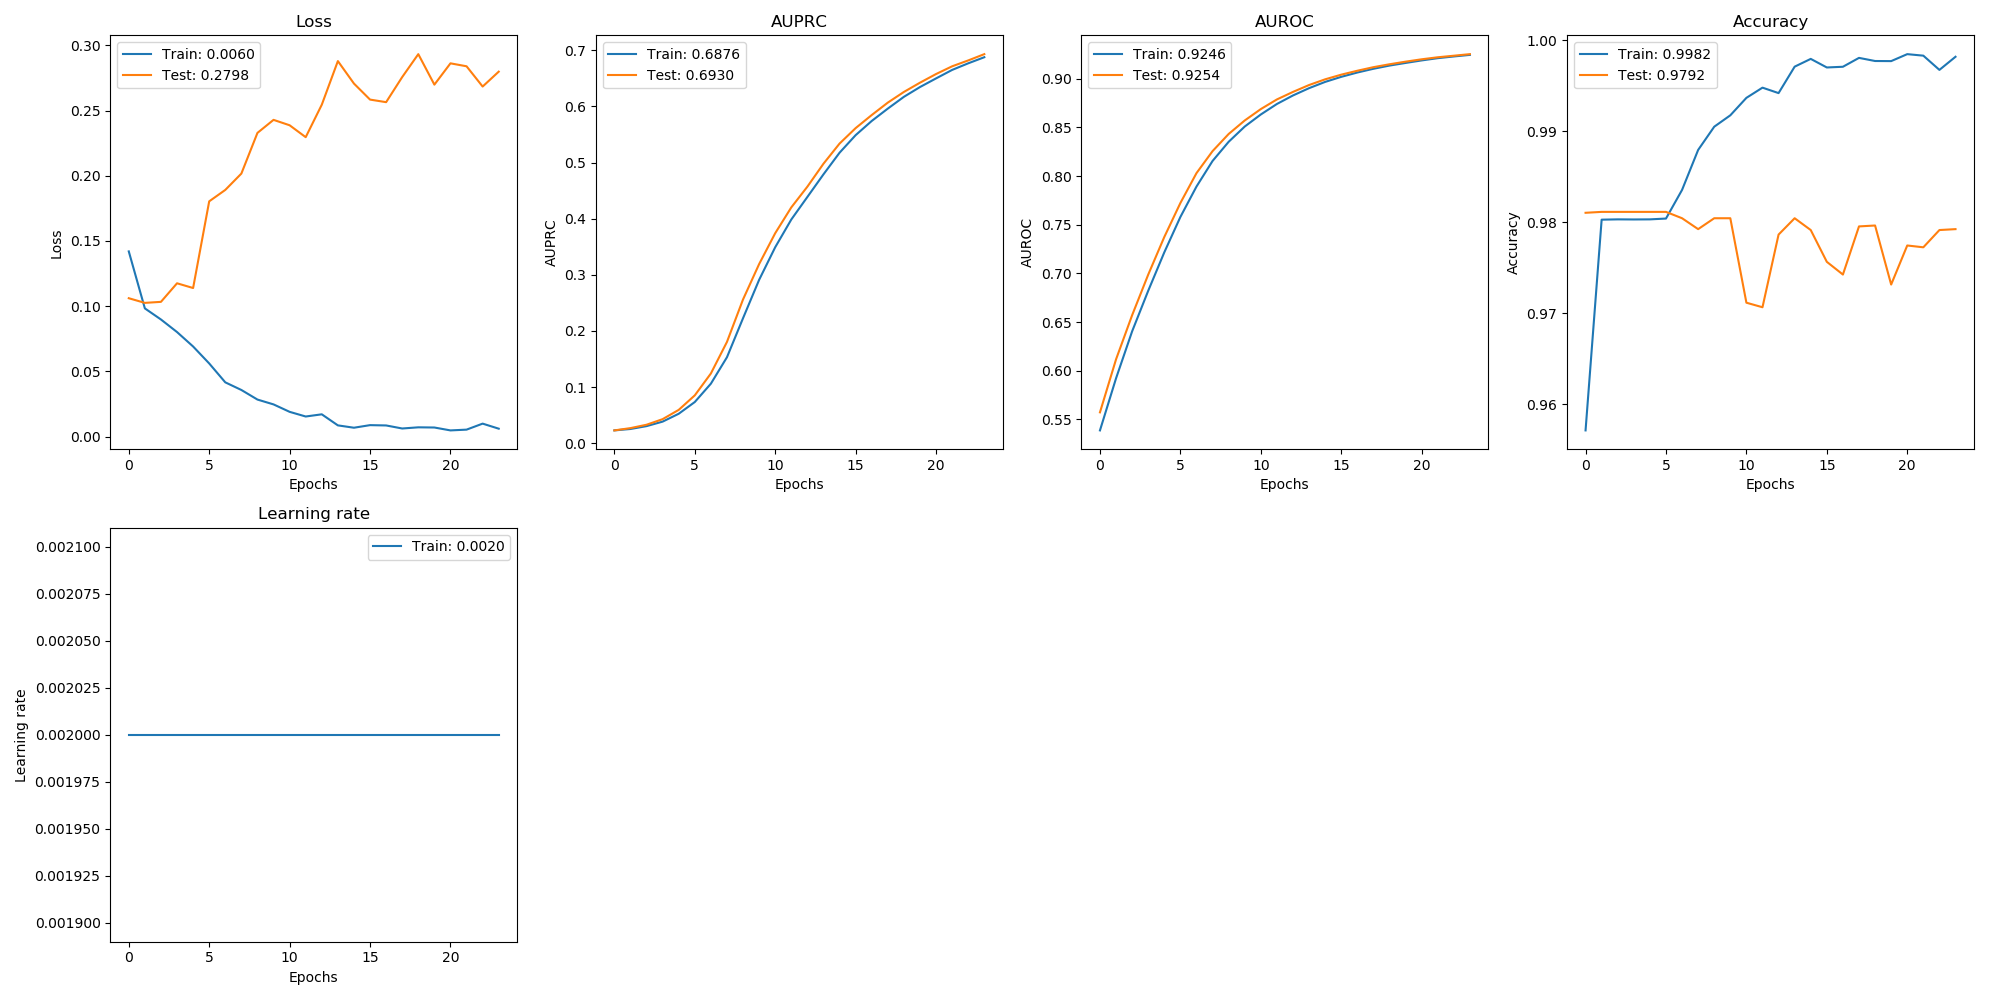 Loss
Train: 0.0060
Test: 0.2798
0.30
0.25
0.20
0.15
0.10
0.05
0.00
Loss
0 5 10 15 20
Epochs
AUPRC
Train: 0.6876
Test: 0.6930
0.7
0.6
0.5
0.4
0.3
0.2
0.1
0.0
AUPRC
0 5 10 15 20
Epochs
AUROC
Train: 0.9246
Test: 0.9254
0.90
0.85
0.80
0.75
0.70
0.65
0.60
0.55
AUROC
0 5 10 15 20
Epochs
Accuracy
Train: 0.9982
Test: 0.9792
1.00
0.99
0.98
0.97
0.96
Accuracy
0 5 10 15 20
Epochs
Learning rate
Train: 0.0020
0.002100
0.002075
0.002050
0.002025
0.002000
0.001975
0.001950
0.001925
0.001900
Learning rate
0 5 10 15 20
Epochs